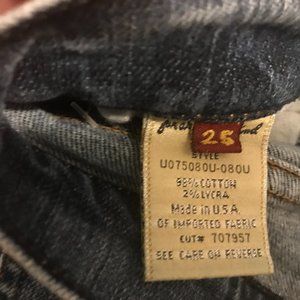 25
STYLE
U075080U-080U
98% COTTON
2% LYCRA
Made in U.S.A.
OF IMPORTED FABRIC
CUT# 707957
SEE CARE ON REVERSE